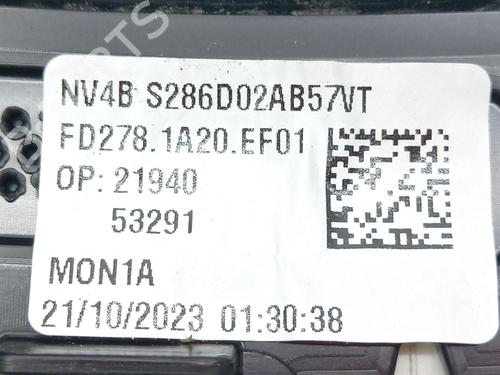 NV4B S286D02AB57VT
FD278.1A20.EF01
OP: 21940
53291
MON1A
21/10/2023 01:30:38